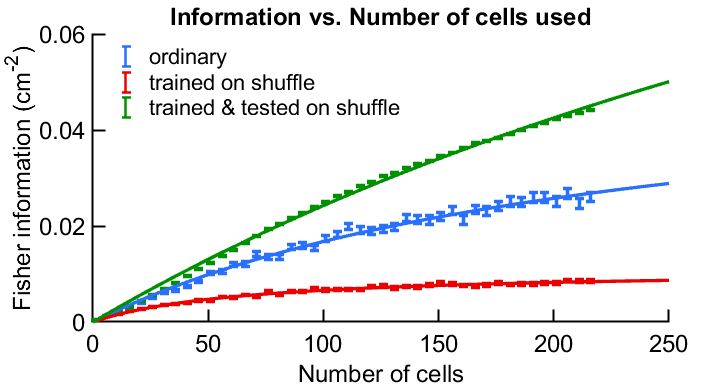 Information vs. Number of cells used
0.06
ordinary
trained on shuffle
trained & tested on shuffle
Fisher information (cm⁻²)
0.04
0.02
0
0 50 100 150 200 250
Number of cells